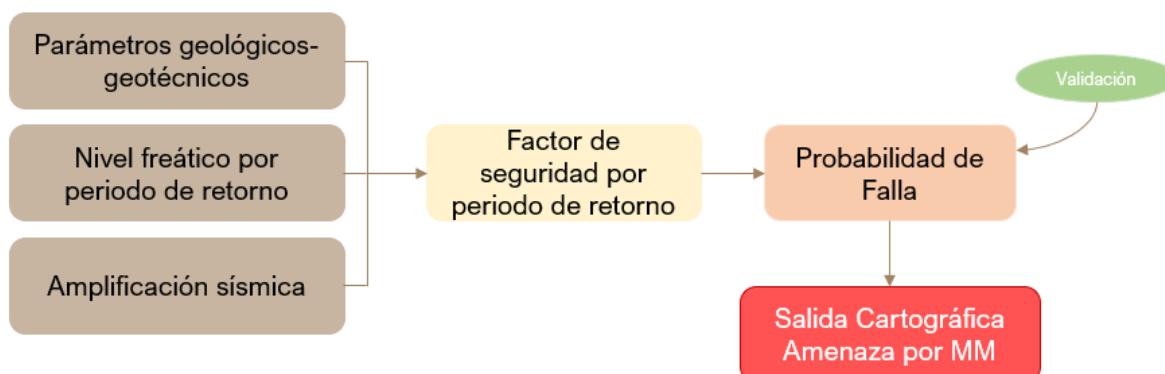 Parámetros geológicos-
geotécnicos
Nivel freático por
periodo de retorno
Amplificación sísmica
Factor de
seguridad por
periodo de retorno
Validación
Probabilidad de
Falla
Salida Cartográfica
Amenaza por MM